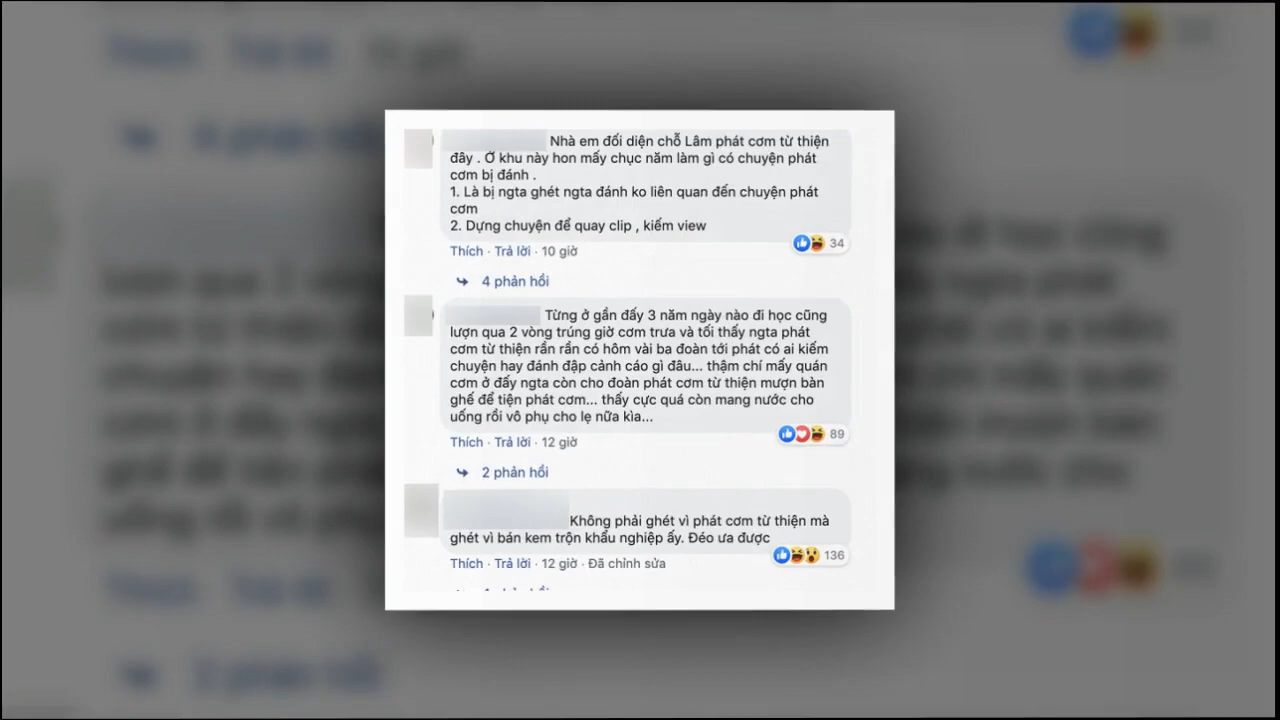 Nhà em đối diện chỗ Lâm phát cơm từ thiện
đây . Ở khu này hon mấy chục năm làm gì có chuyện phát
cơm bị đánh .
1. Là bị ngta ghét ngta đánh ko liên quan đến chuyện phát
cơm
2. Dựng chuyện để quay clip , kiếm view
34
Thích · Trả lời · 10 giờ
4 phản hồi
Từng ở gần đấy 3 năm ngày nào đi học cũng
lượn qua 2 vòng trúng giờ cơm trưa và tối thấy ngta phát
cơm từ thiện rần rần có hôm vài ba đoàn tới phát có ai kiếm
chuyện hay đánh đập cảnh cáo gì đâu... thậm chí mấy quán
cơm ở đấy ngta còn cho đoàn phát cơm từ thiện mượn bàn
ghế để tiện phát cơm... thấy cực quá còn mang nước cho
uống rồi vô phụ cho lẹ nữa kìa...
89
Thích · Trả lời · 12 giờ
2 phản hồi
Không phải ghét vì phát cơm từ thiện mà
ghét vì bán kem trộn khẩu nghiệp ấy. Đéo ưa được
136
Thích · Trả lời · 12 giờ · Đã chỉnh sửa